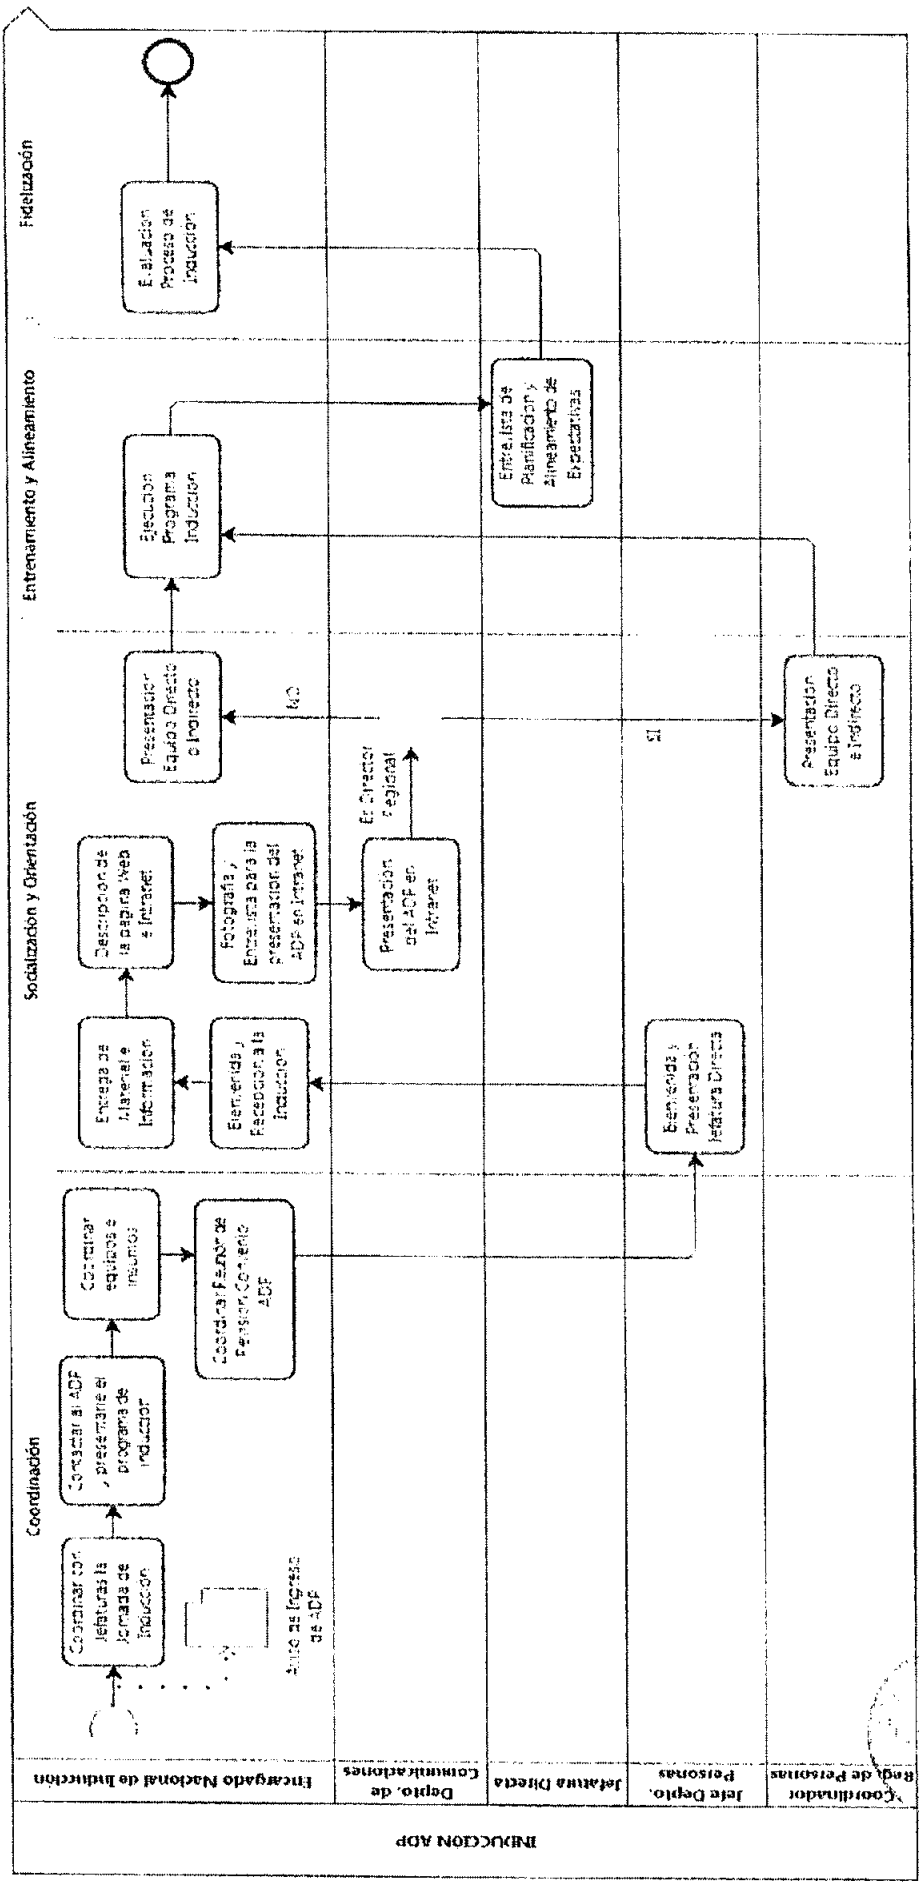 INDUCCIÓN ADP
Encargado Nacional de Inducción
Depto. de
Comunicaciones
Jefatura Directa
Jefe Depto.
Personas
Coordinador
Reg. de Personas
Coordinación
Socialización y Orientación
Entrenamiento y Alineamiento
Fidelización
Coordinar con
Jefaturas la
Jornada de
Inducción
Aviso de Ingreso
de ADP
Contactar al ADP
y presentarle el
programa de
inducción
Coordinar
equipos e
insumos
Coordinar Reunión de
Revisión Convenio
ADP
Bienvenida y
Presentación
Jefatura Directa
Bienvenida y
Recepción a la
Inducción
Entrega de
Material e
Información
Descripción de
la página Web
e Intranet
Fotografía y
Entrevista para la
presentación del
ADP en Intranet
Presentación
del ADP en
Intranet
Es Director
Regional
NO
SI
Presentación
Equipo Directo
o Indirecto
Presentación
Equipo Directo
e Indirecto
Ejecución
Programa
Inducción
Entrevista de
Planificación y
Alineamiento de
Expectativas
Evaluación
Proceso de
Inducción